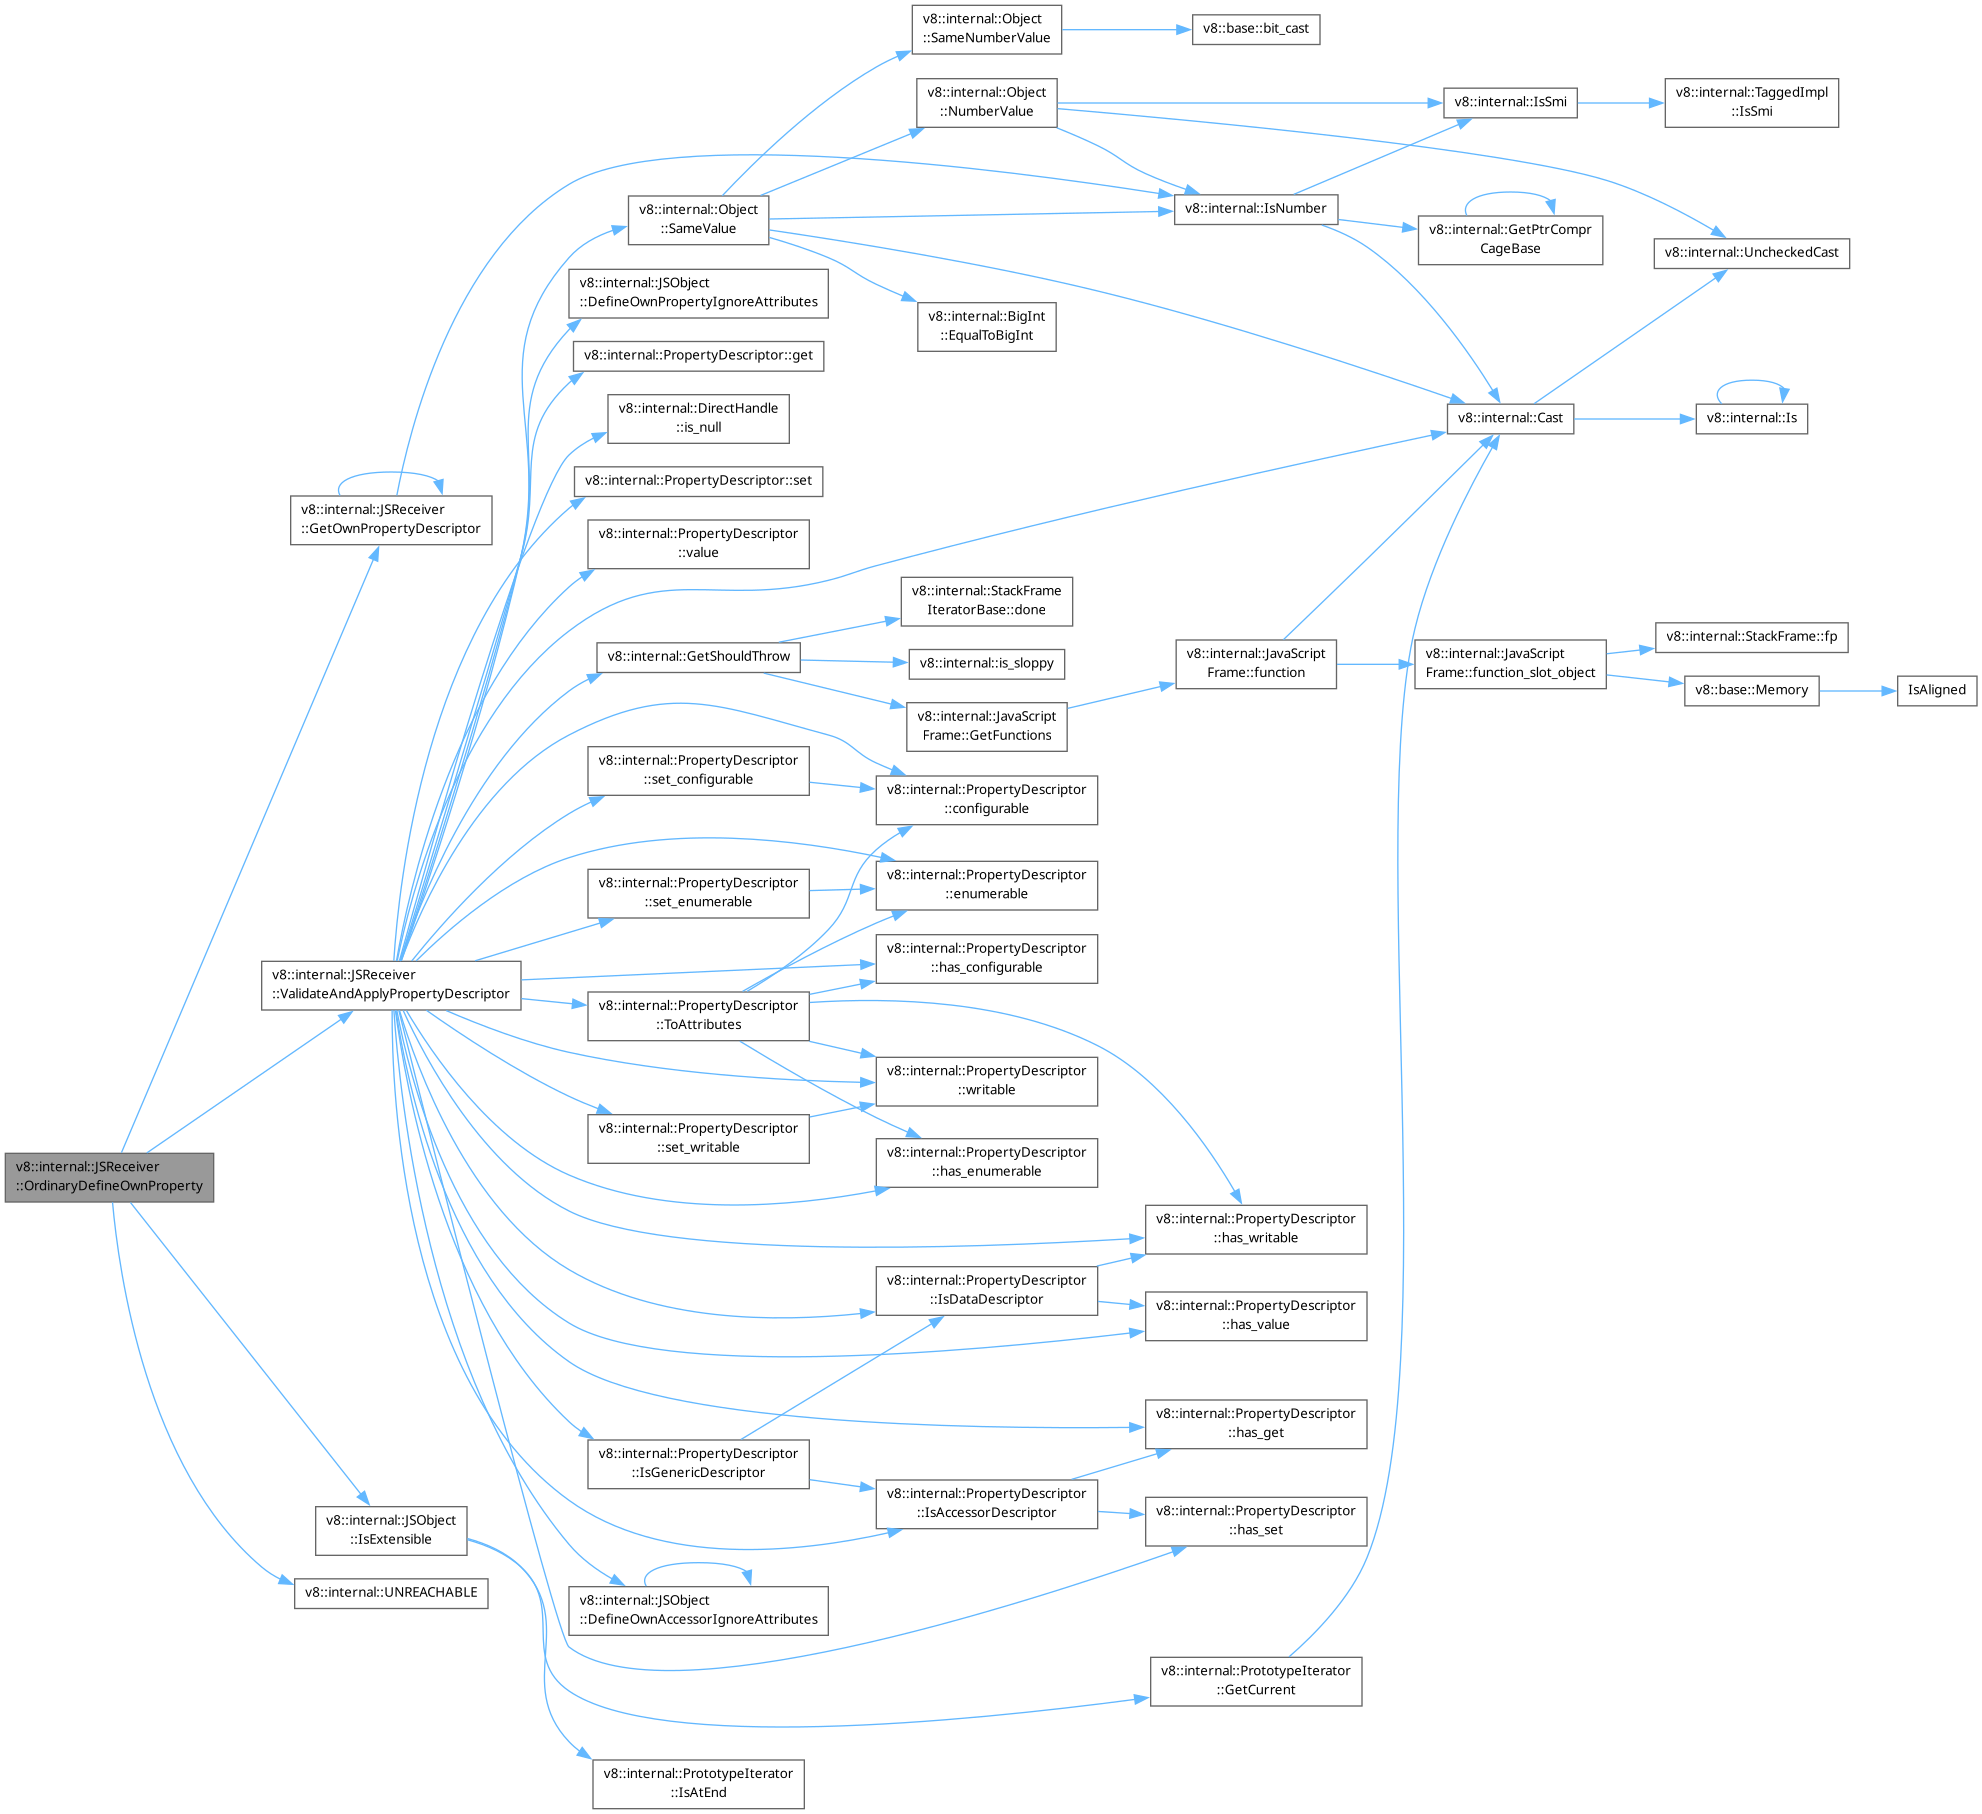 v8::internal::Object
::SameNumberValue
v8::base::bit_cast
v8::internal::Object
::NumberValue
v8::internal::IsSmi
v8::internal::TaggedImpl
::IsSmi
v8::internal::Object
::SameValue
v8::internal::IsNumber
v8::internal::GetPtrCompr
CageBase
v8::internal::UncheckedCast
v8::internal::JSObject
::DefineOwnPropertyIgnoreAttributes
v8::internal::BigInt
::EqualToBigInt
v8::internal::PropertyDescriptor::get
v8::internal::DirectHandle
::is_null
v8::internal::Cast
v8::internal::Is
v8::internal::PropertyDescriptor::set
v8::internal::JSReceiver
::GetOwnPropertyDescriptor
v8::internal::PropertyDescriptor
::value
v8::internal::StackFrame
IteratorBase::done
v8::internal::GetShouldThrow
v8::internal::is_sloppy
v8::internal::JavaScript
Frame::function
v8::internal::JavaScript
Frame::function_slot_object
v8::internal::StackFrame::fp
v8::base::Memory
IsAligned
v8::internal::JavaScript
Frame::GetFunctions
v8::internal::PropertyDescriptor
::set_configurable
v8::internal::PropertyDescriptor
::configurable
v8::internal::PropertyDescriptor
::set_enumerable
v8::internal::PropertyDescriptor
::enumerable
v8::internal::PropertyDescriptor
::has_configurable
v8::internal::JSReceiver
::ValidateAndApplyPropertyDescriptor
v8::internal::PropertyDescriptor
::ToAttributes
v8::internal::PropertyDescriptor
::writable
v8::internal::PropertyDescriptor
::set_writable
v8::internal::PropertyDescriptor
::has_enumerable
v8::internal::JSReceiver
::OrdinaryDefineOwnProperty
v8::internal::PropertyDescriptor
::has_writable
v8::internal::PropertyDescriptor
::IsDataDescriptor
v8::internal::PropertyDescriptor
::has_value
v8::internal::PropertyDescriptor
::has_get
v8::internal::PropertyDescriptor
::IsGenericDescriptor
v8::internal::PropertyDescriptor
::IsAccessorDescriptor
v8::internal::PropertyDescriptor
::has_set
v8::internal::JSObject
::IsExtensible
v8::internal::UNREACHABLE
v8::internal::JSObject
::DefineOwnAccessorIgnoreAttributes
v8::internal::PrototypeIterator
::GetCurrent
v8::internal::PrototypeIterator
::IsAtEnd